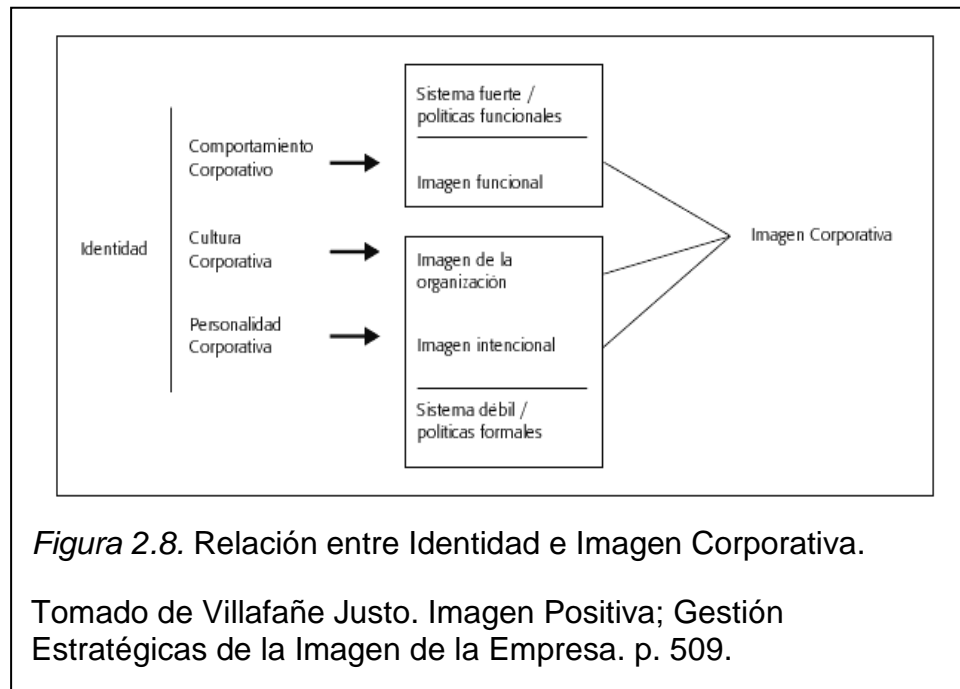 Identidad
Comportamiento
Corporativo
Cultura
Corporativa
Personalidad
Corporativa
Sistema fuerte /
políticas funcionales
Imagen funcional
Imagen de la
organización
Imagen intencional
Sistema débil /
políticas formales
Imagen Corporativa
Figura 2.8. Relación entre Identidad e Imagen Corporativa.
Tomado de Villafañe Justo. Imagen Positiva; Gestión
Estratégicas de la Imagen de la Empresa. p. 509.